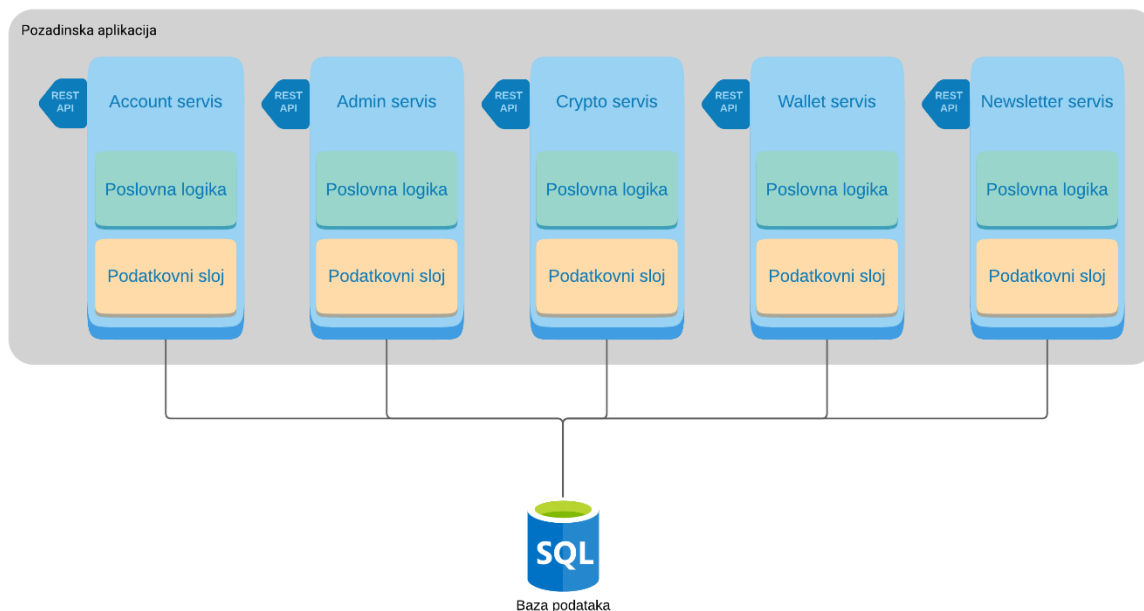 Pozadinska aplikacija
REST
API
Account servis
REST
API
Admin servis
REST
API
Crypto servis
REST
API
Wallet servis
REST
API
Newsletter servis
Poslovna logika
Poslovna logika
Poslovna logika
Poslovna logika
Poslovna logika
Podatkovni sloj
Podatkovni sloj
Podatkovni sloj
Podatkovni sloj
Podatkovni sloj
SQL
Baza podataka